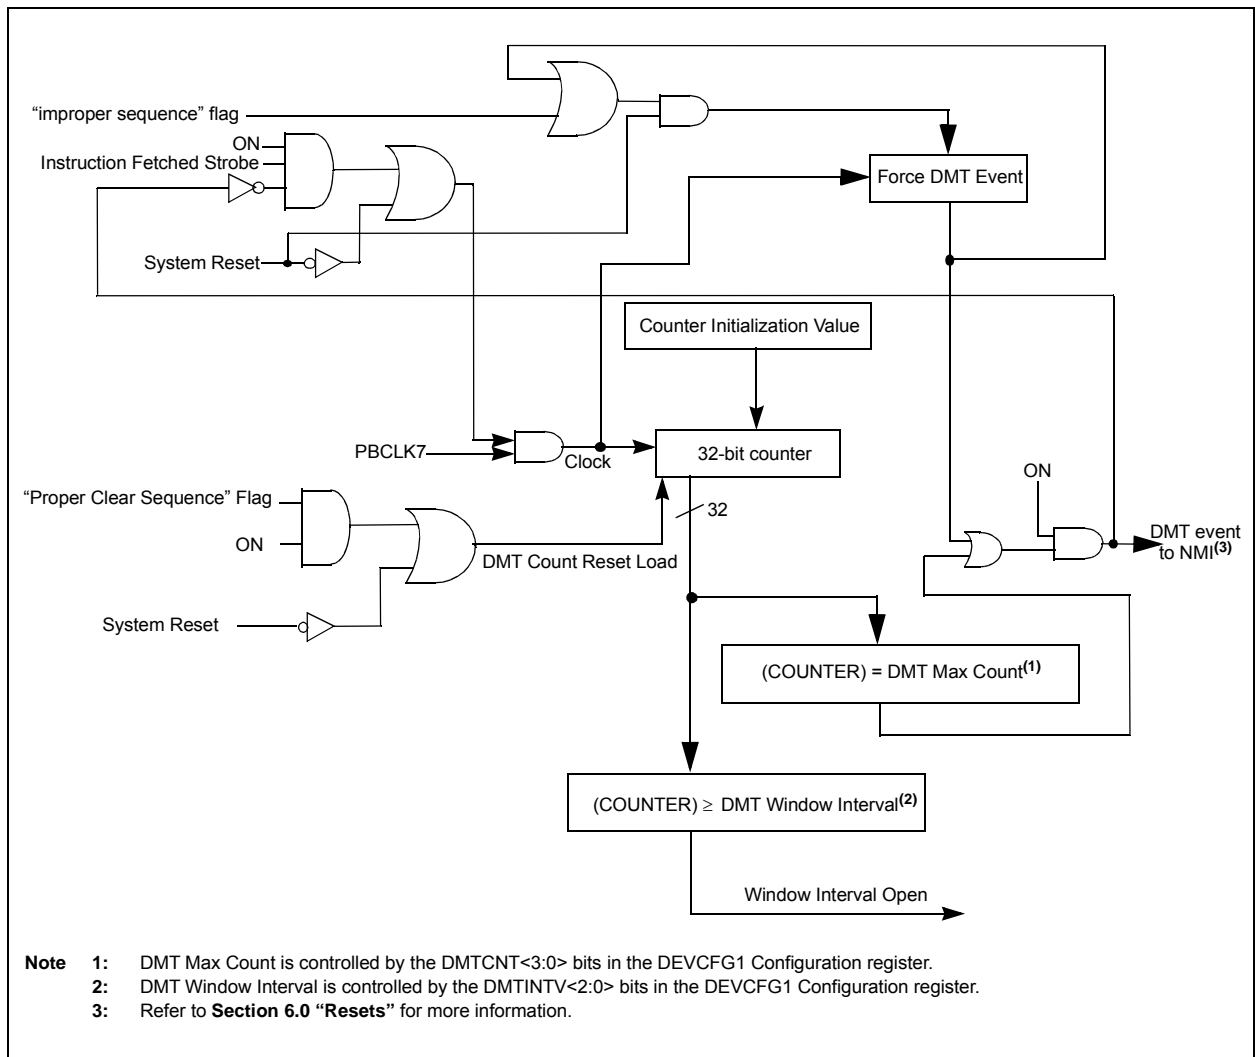 “improper sequence” flag
ON
Instruction Fetched Strobe
Force DMT Event
System Reset
Counter Initialization Value
PBCLK7
Clock
32-bit counter
“Proper Clear Sequence” Flag
ON
32
ON
DMT event
to NMI(3)
DMT Count Reset Load
System Reset
(COUNTER) = DMT Max Count(1)
(COUNTER) ≥ DMT Window Interval(2)
Window Interval Open
Note 1: DMT Max Count is controlled by the DMTCNT<3:0> bits in the DEVCFG1 Configuration register.
2: DMT Window Interval is controlled by the DMTINTV<2:0> bits in the DEVCFG1 Configuration register.
3: Refer to Section 6.0 “Resets” for more information.